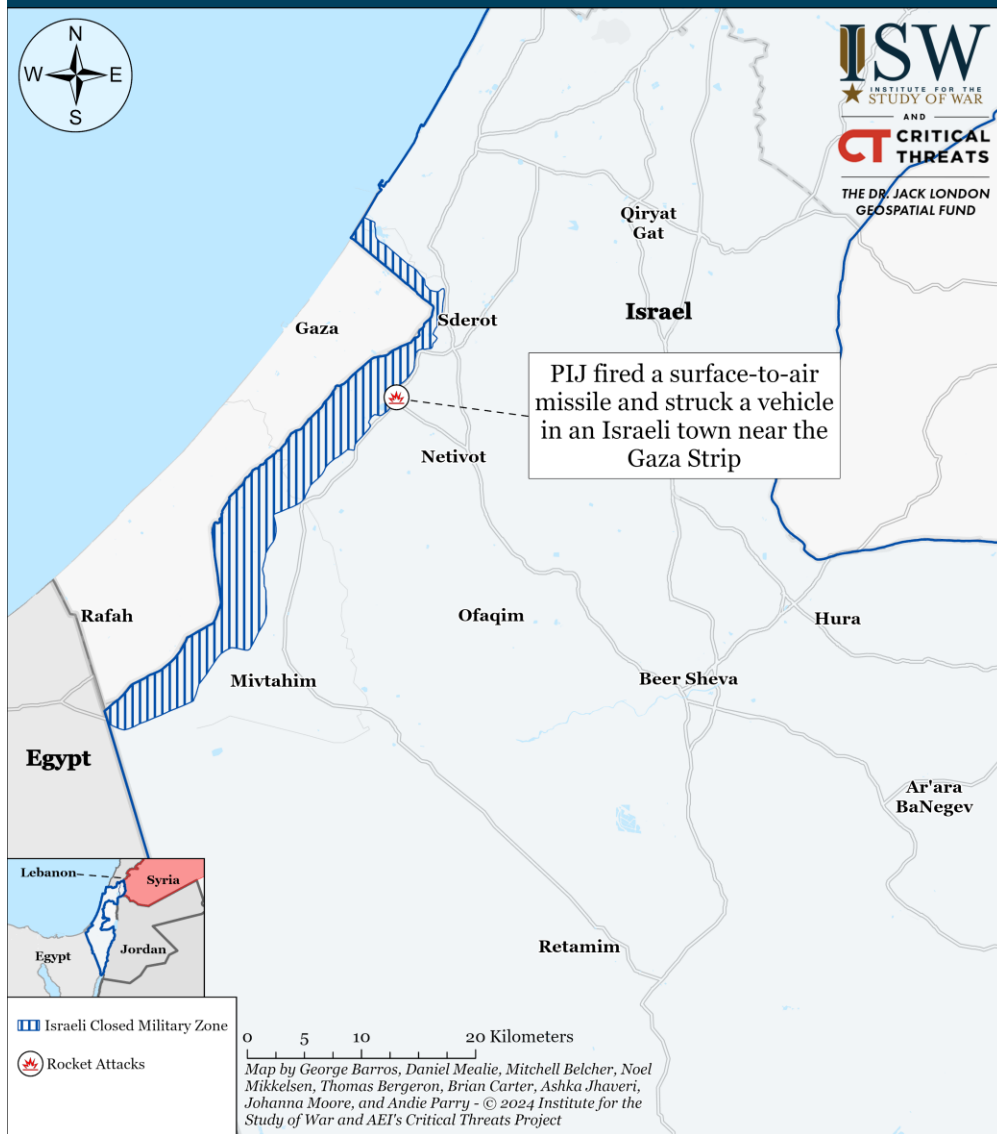 N
W
E
S
ISW
INSTITUTE FOR THE
STUDY OF WAR
AND
CT CRITICAL
THREATS
THE DR. JACK LONDON
GEOSPATIAL FUND
Qiryat
Gat
Israel
Gaza
Sderot
PIJ fired a surface-to-air
missile and struck a vehicle
in an Israeli town near the
Gaza Strip
Netivot
Rafah
Ofaqim
Hura
Mivtahim
Beer Sheva
Egypt
Ar'ara
BaNegev
Retamim
Lebanon
Syria
Egypt
Jordan
Israeli Closed Military Zone
Rocket Attacks
0 5 10 20 Kilometers
Map by George Barros, Daniel Mealie, Mitchell Belcher, Noel
Mikkelsen, Thomas Bergeron, Brian Carter, Ashka Jhaveri,
Johanna Moore, and Andie Parry - © 2024 Institute for the
Study of War and AEI's Critical Threats Project